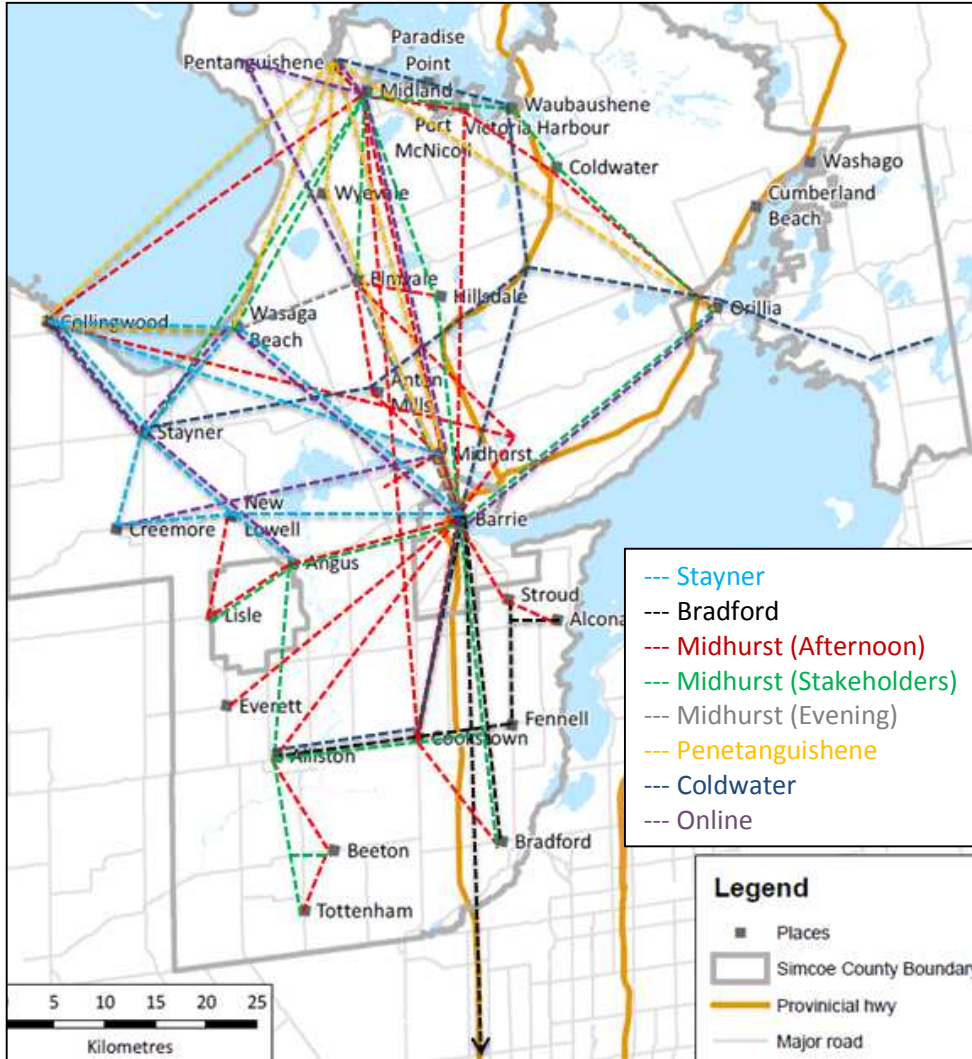 Paradise
Point
Pentanguishene
Midland
Waubaushene
Port
McNicoll
Victoria Harbour
Coldwater
Washago
Wyevale
Cumberland
Beach
Elmvale
Hillsdale
Orillia
Collingwood
Wasaga
Beach
Anten
Mills
Stayner
Midhurst
New
Lowell
Creemore
Barrie
Angus
Stroud
Alcona
Lisle
Everett
Fennell
Cookstown
Alliston
Bradford
Beeton
Tottenham
--- Stayner
--- Bradford
--- Midhurst (Afternoon)
--- Midhurst (Stakeholders)
--- Midhurst (Evening)
--- Penetanguishene
--- Coldwater
--- Online
Legend
Places
Simcoe County Boundary
Provinicial hwy
Major road
5 10 15 20 25
Kilometres